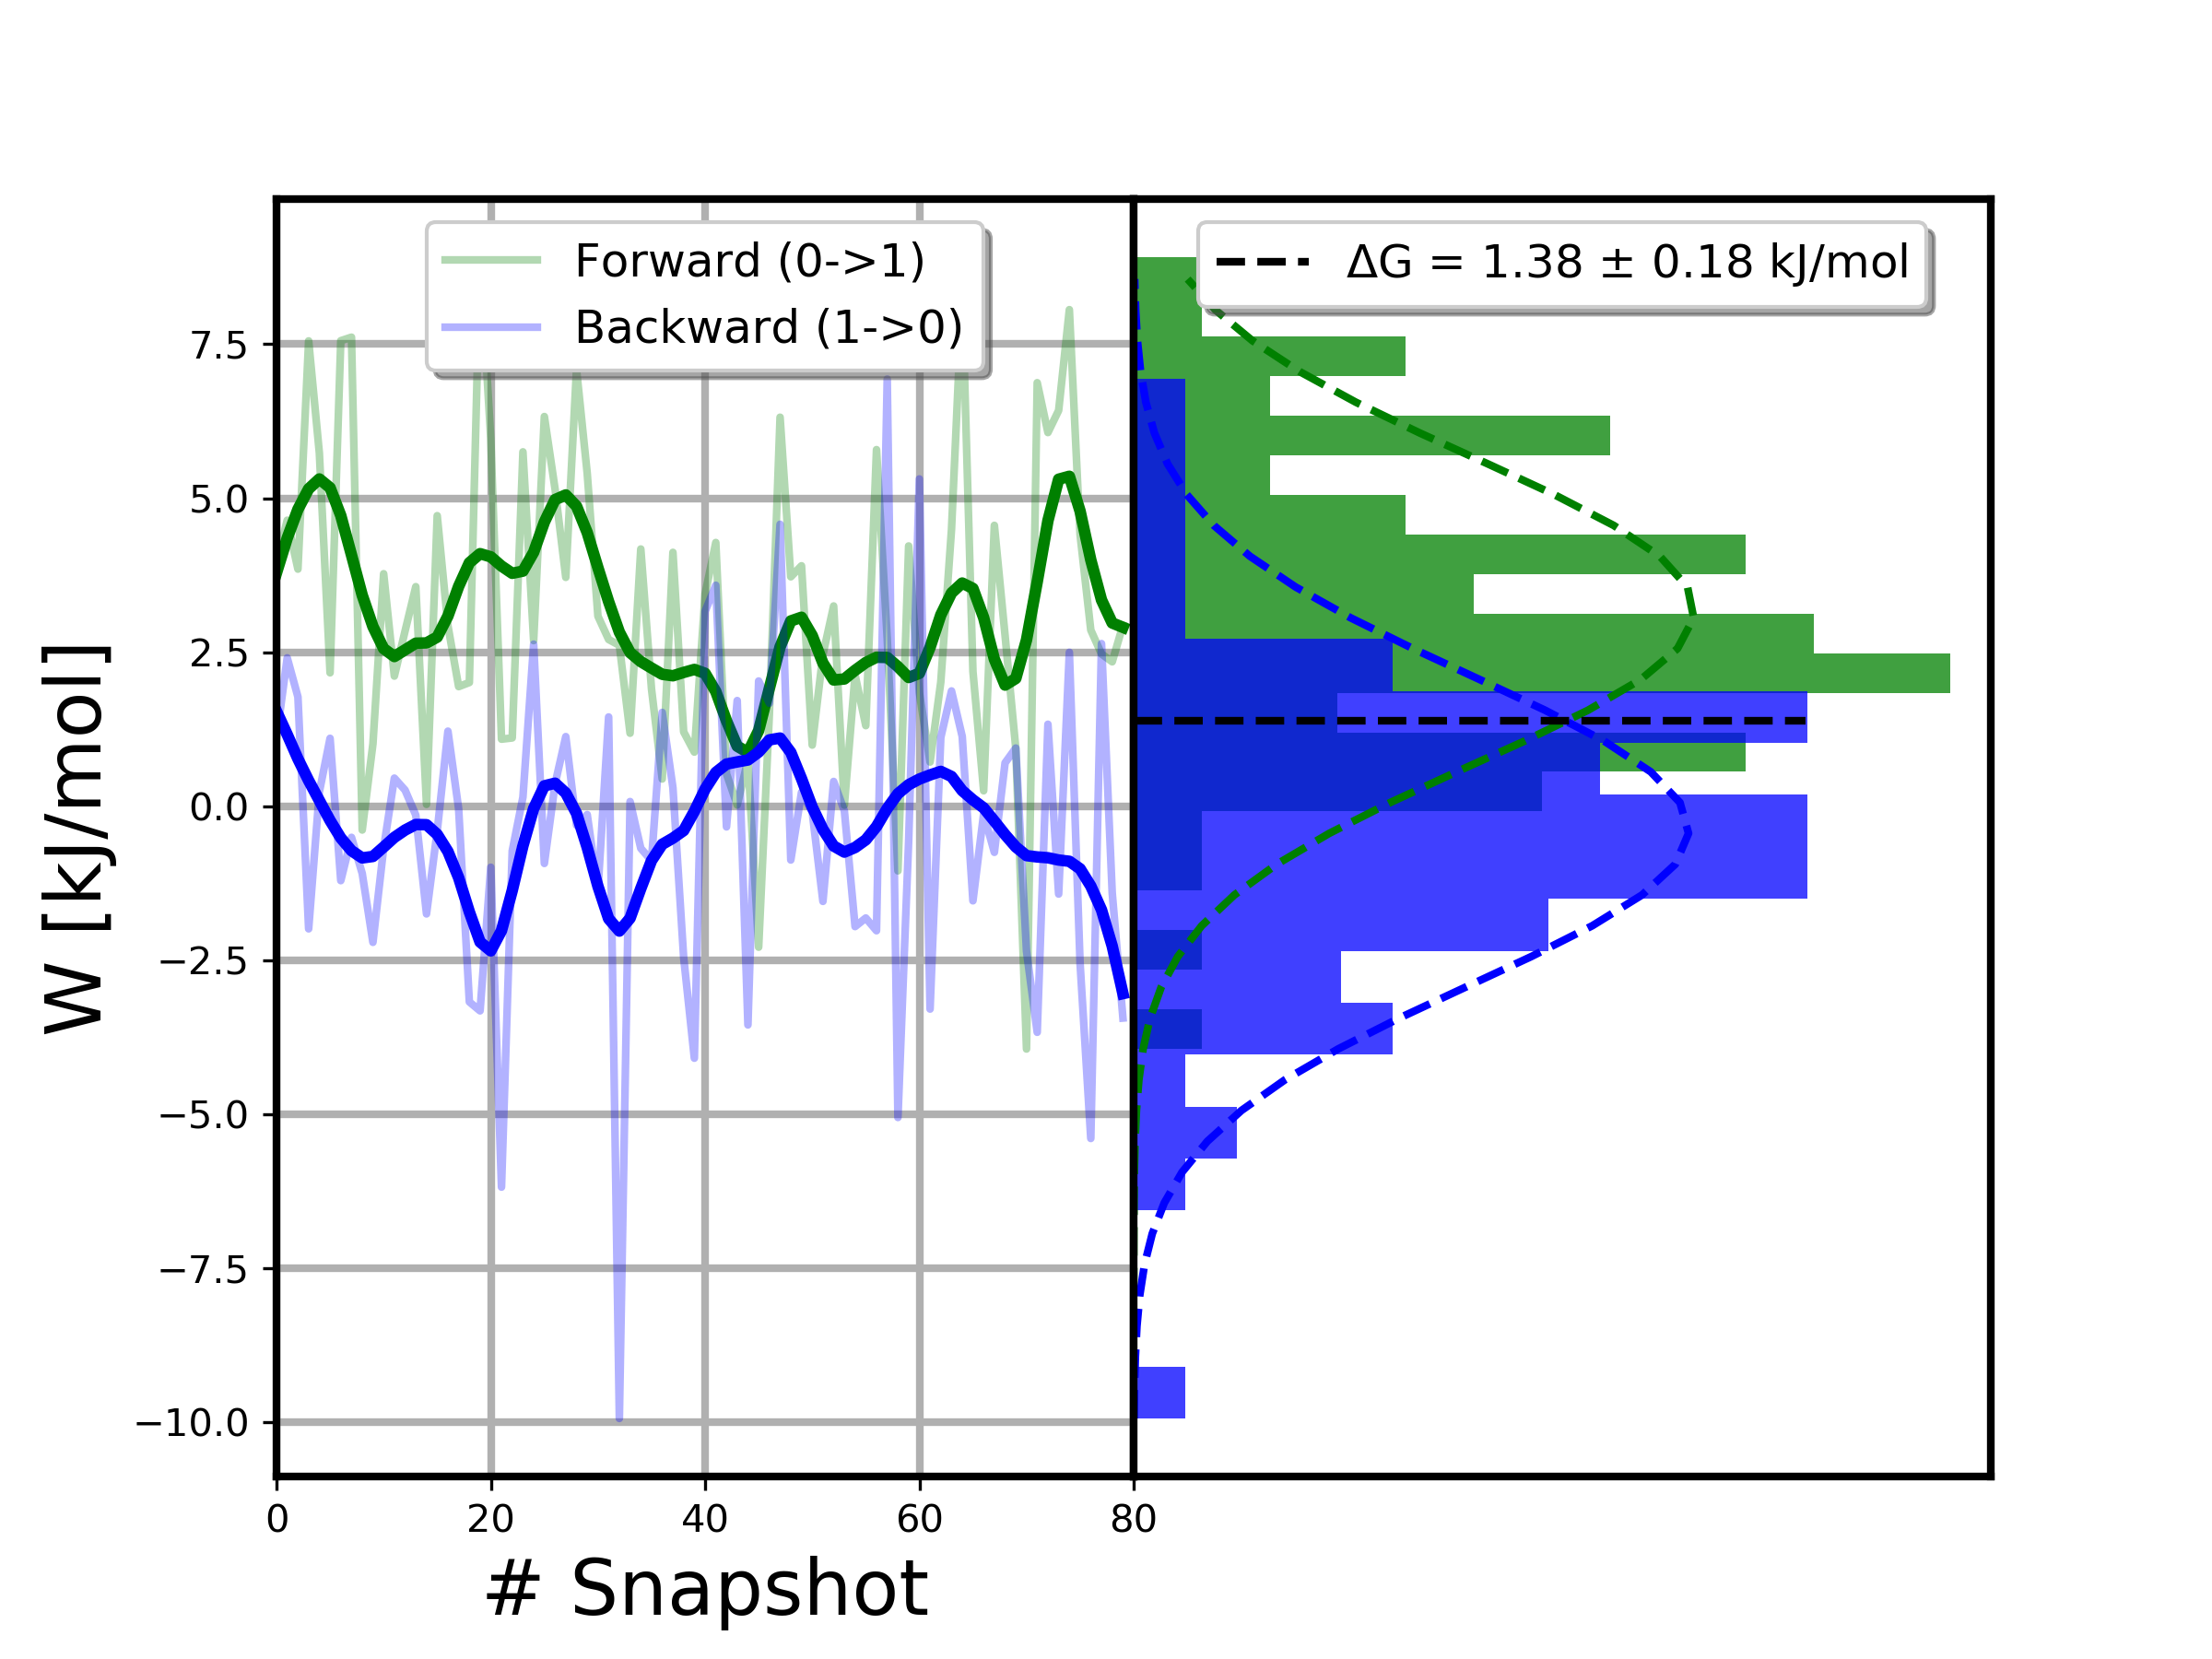 Forward (0->1)
Backward (1->0)
ΔG = 1.38 ± 0.18 kJ/mol
W [kJ/mol]
7.5
5.0
2.5
0.0
−2.5
−5.0
−7.5
−10.0
0 20 40 60 80
# Snapshot